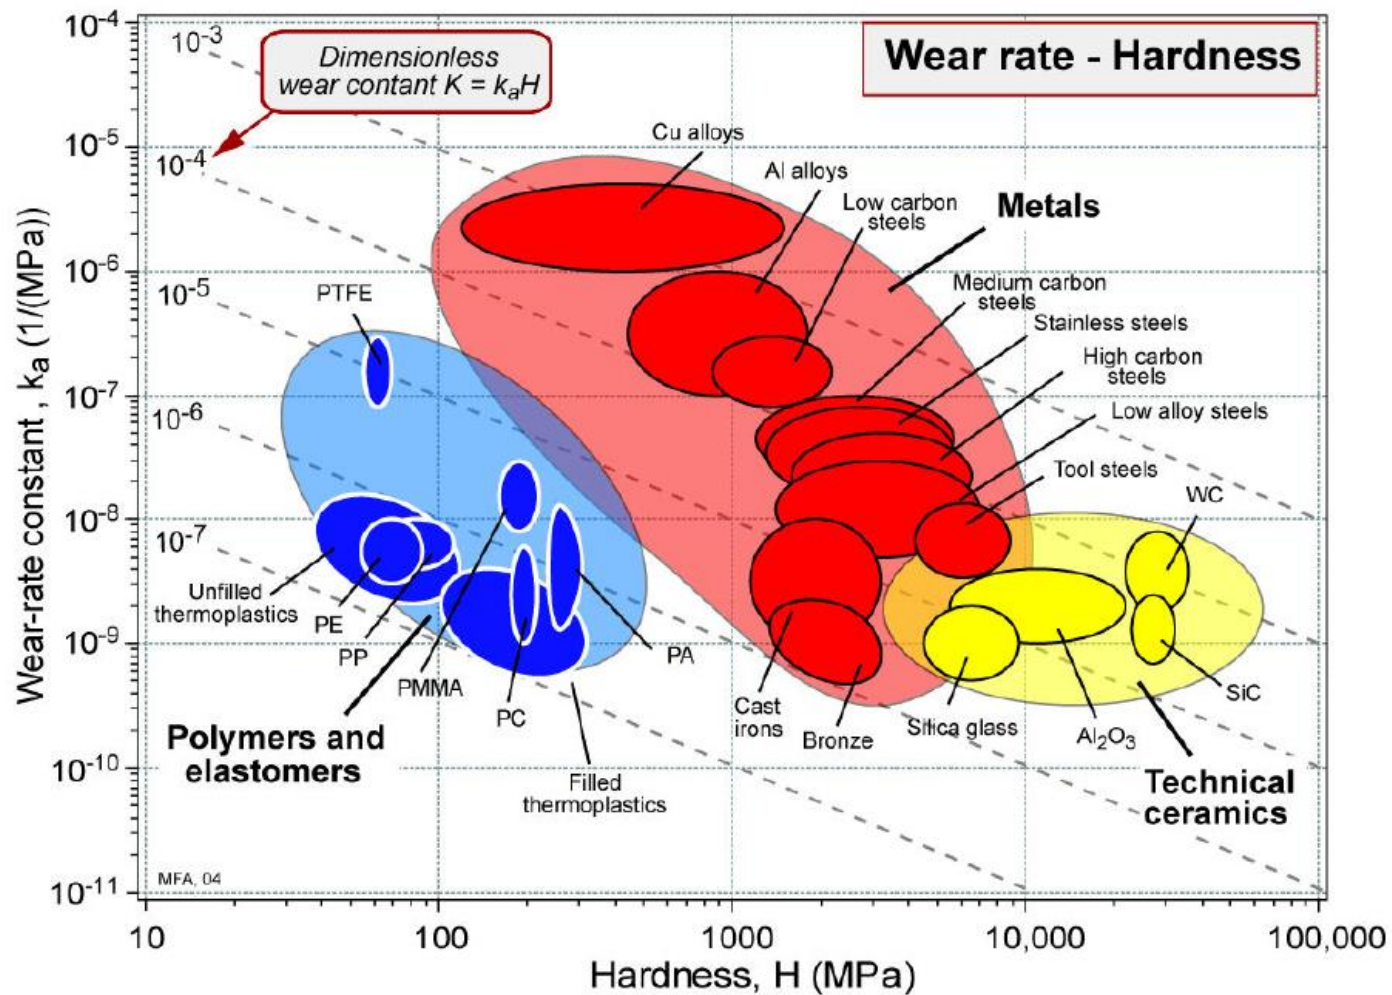 Wear rate - Hardness
Dimensionless
wear contant K = kₐH
10⁻³
10⁻⁴
10⁻⁵
10⁻⁶
10⁻⁷
Wear-rate constant , kₐ (1/(MPa))
10⁻⁴
10⁻⁵
10⁻⁶
10⁻⁷
10⁻⁸
10⁻⁹
10⁻¹⁰
10⁻¹¹
Cu alloys
Al alloys
Low carbon
steels
Metals
Medium carbon
steels
Stainless steels
High carbon
steels
Low alloy steels
Tool steels
WC
PTFE
Unfilled
thermoplastics
PE
PP
PMMA
PC
PA
Polymers and
elastomers
Filled
thermoplastics
Cast
irons
Bronze
Silica glass
Al₂O₃
SiC
Technical
ceramics
MFA, 04
10
100
1000
10,000
100,000
Hardness, H (MPa)